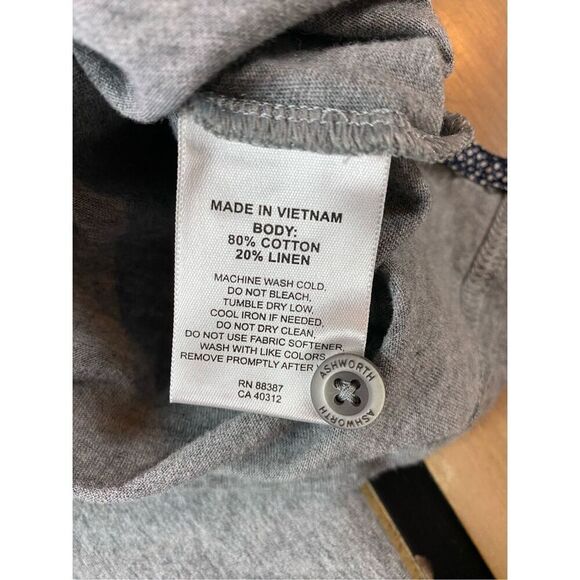 MADE IN VIETNAM
BODY:
80% COTTON
20% LINEN
MACHINE WASH COLD,
DO NOT BLEACH,
TUMBLE DRY LOW,
COOL IRON IF NEEDED,
DO NOT DRY CLEAN,
DO NOT USE FABRIC SOFTENER,
WASH WITH LIKE COLORS
REMOVE PROMPTLY AFTER
RN 88387
CA 40312
ASHWORTH
ASHWORTH